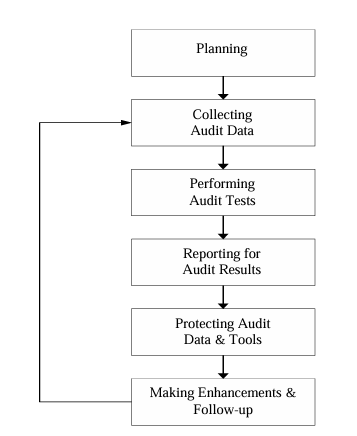 Planning
Collecting
Audit Data
Performing
Audit Tests
Reporting for
Audit Results
Protecting Audit
Data & Tools
Making Enhancements &
Follow-up